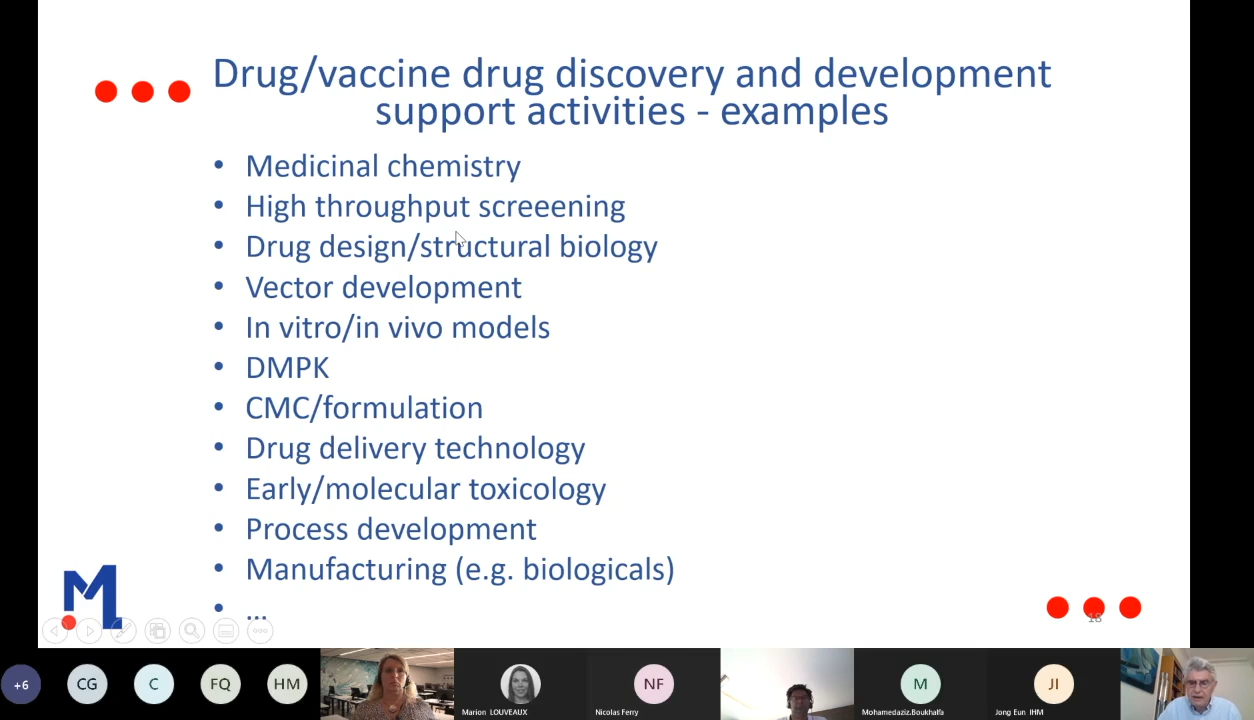 Drug/vaccine drug discovery and development
support activities - examples
• Medicinal chemistry
• High throughput screeening
• Drug design/structural biology
• Vector development
• In vitro/in vivo models
• DMPK
• CMC/formulation
• Drug delivery technology
• Early/molecular toxicology
• Process development
• Manufacturing (e.g. biologicals)
• ...
M
18
+6
CG
C
FQ
HM
Marion LOUVEAUX
NF
Nicolas Ferry
M
Mohamedaziz.Boukhalfa
JI
Jong Eun IHM